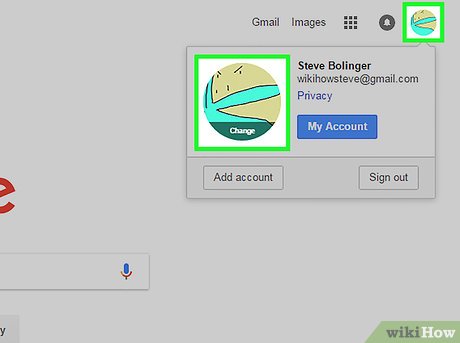 Gmail Images
Steve Bolinger
wikihowsteve@gmail.com
Privacy
Change
My Account
Add account
Sign out
e
y
wikiHow